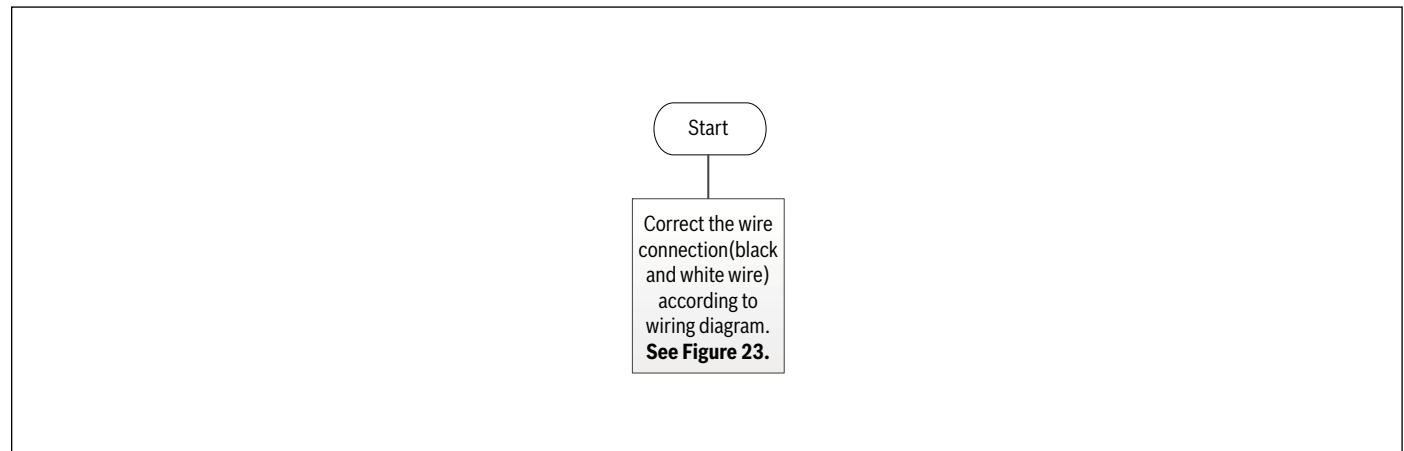 Start
Correct the wire
connection(black
and white wire)
according to
wiring diagram.
See Figure 23.